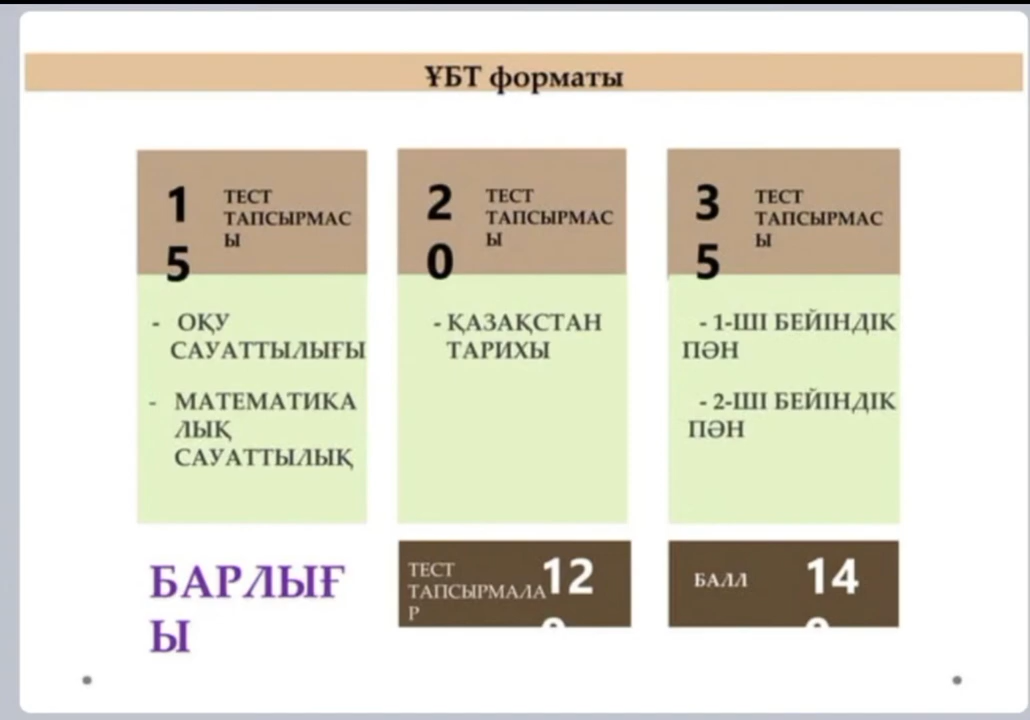 ҰБТ форматы
1
5
ТЕСТ
ТАПСЫРМАС
Ы
- ОҚУ
САУАТТЫЛЫҒЫ
- МАТЕМАТИКА
ЛЫҚ
САУАТТЫЛЫҚ
2
0
ТЕСТ
ТАПСЫРМАС
Ы
- ҚАЗАҚСТАН
ТАРИХЫ
3
5
ТЕСТ
ТАПСЫРМАС
Ы
- 1-ШІ БЕЙІНДІК
ПӘН
- 2-ШІ БЕЙІНДІК
ПӘН
БАРЛЫҒ
Ы
ТЕСТ
ТАПСЫРМАЛА
Р
12
БАЛЛ
14